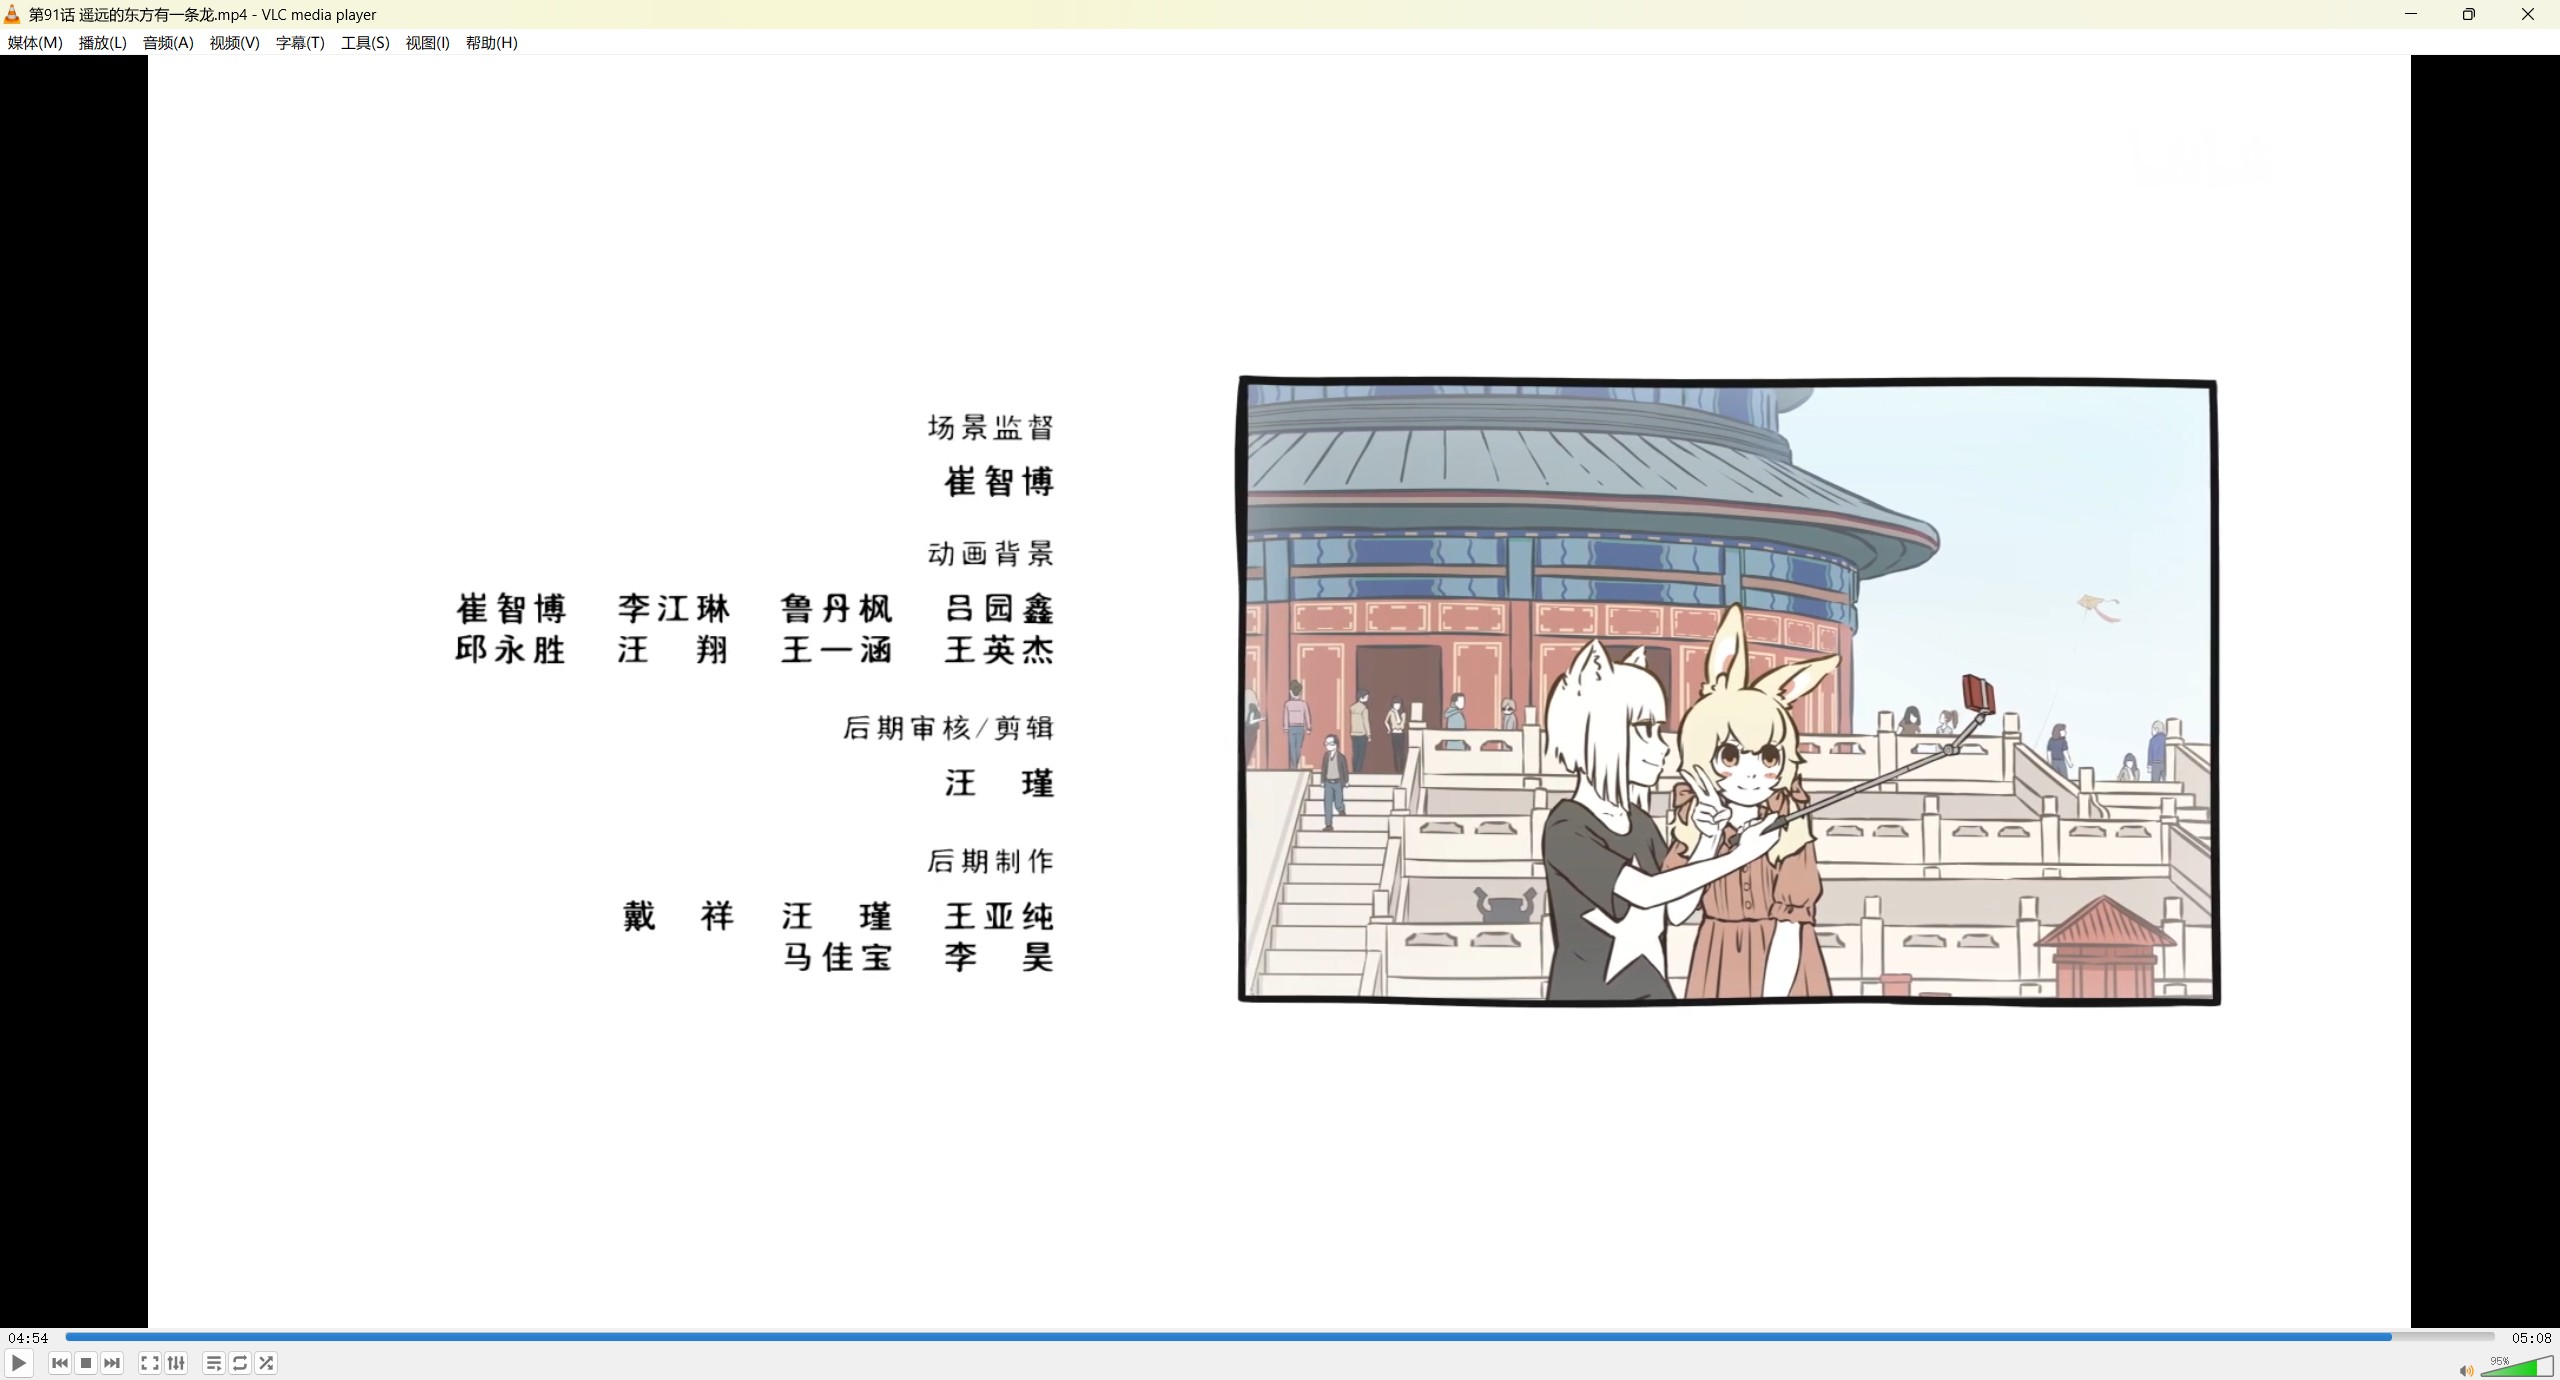 第91话 遥远的东方有一条龙.mp4 - VLC media player
媒体(M) 播放(L) 音频(A) 视频(V) 字幕(T) 工具(S) 视图(I) 帮助(H)
场景监督
崔智博
动画背景
崔智博 李江琳 鲁丹枫 吕园鑫
邱永胜 汪 翔 王一涵 王英杰
后期审核/剪辑
汪 瑾
后期制作
戴 祥 汪 瑾 王亚纯
马佳宝 李 昊
04:54 05:08
95%